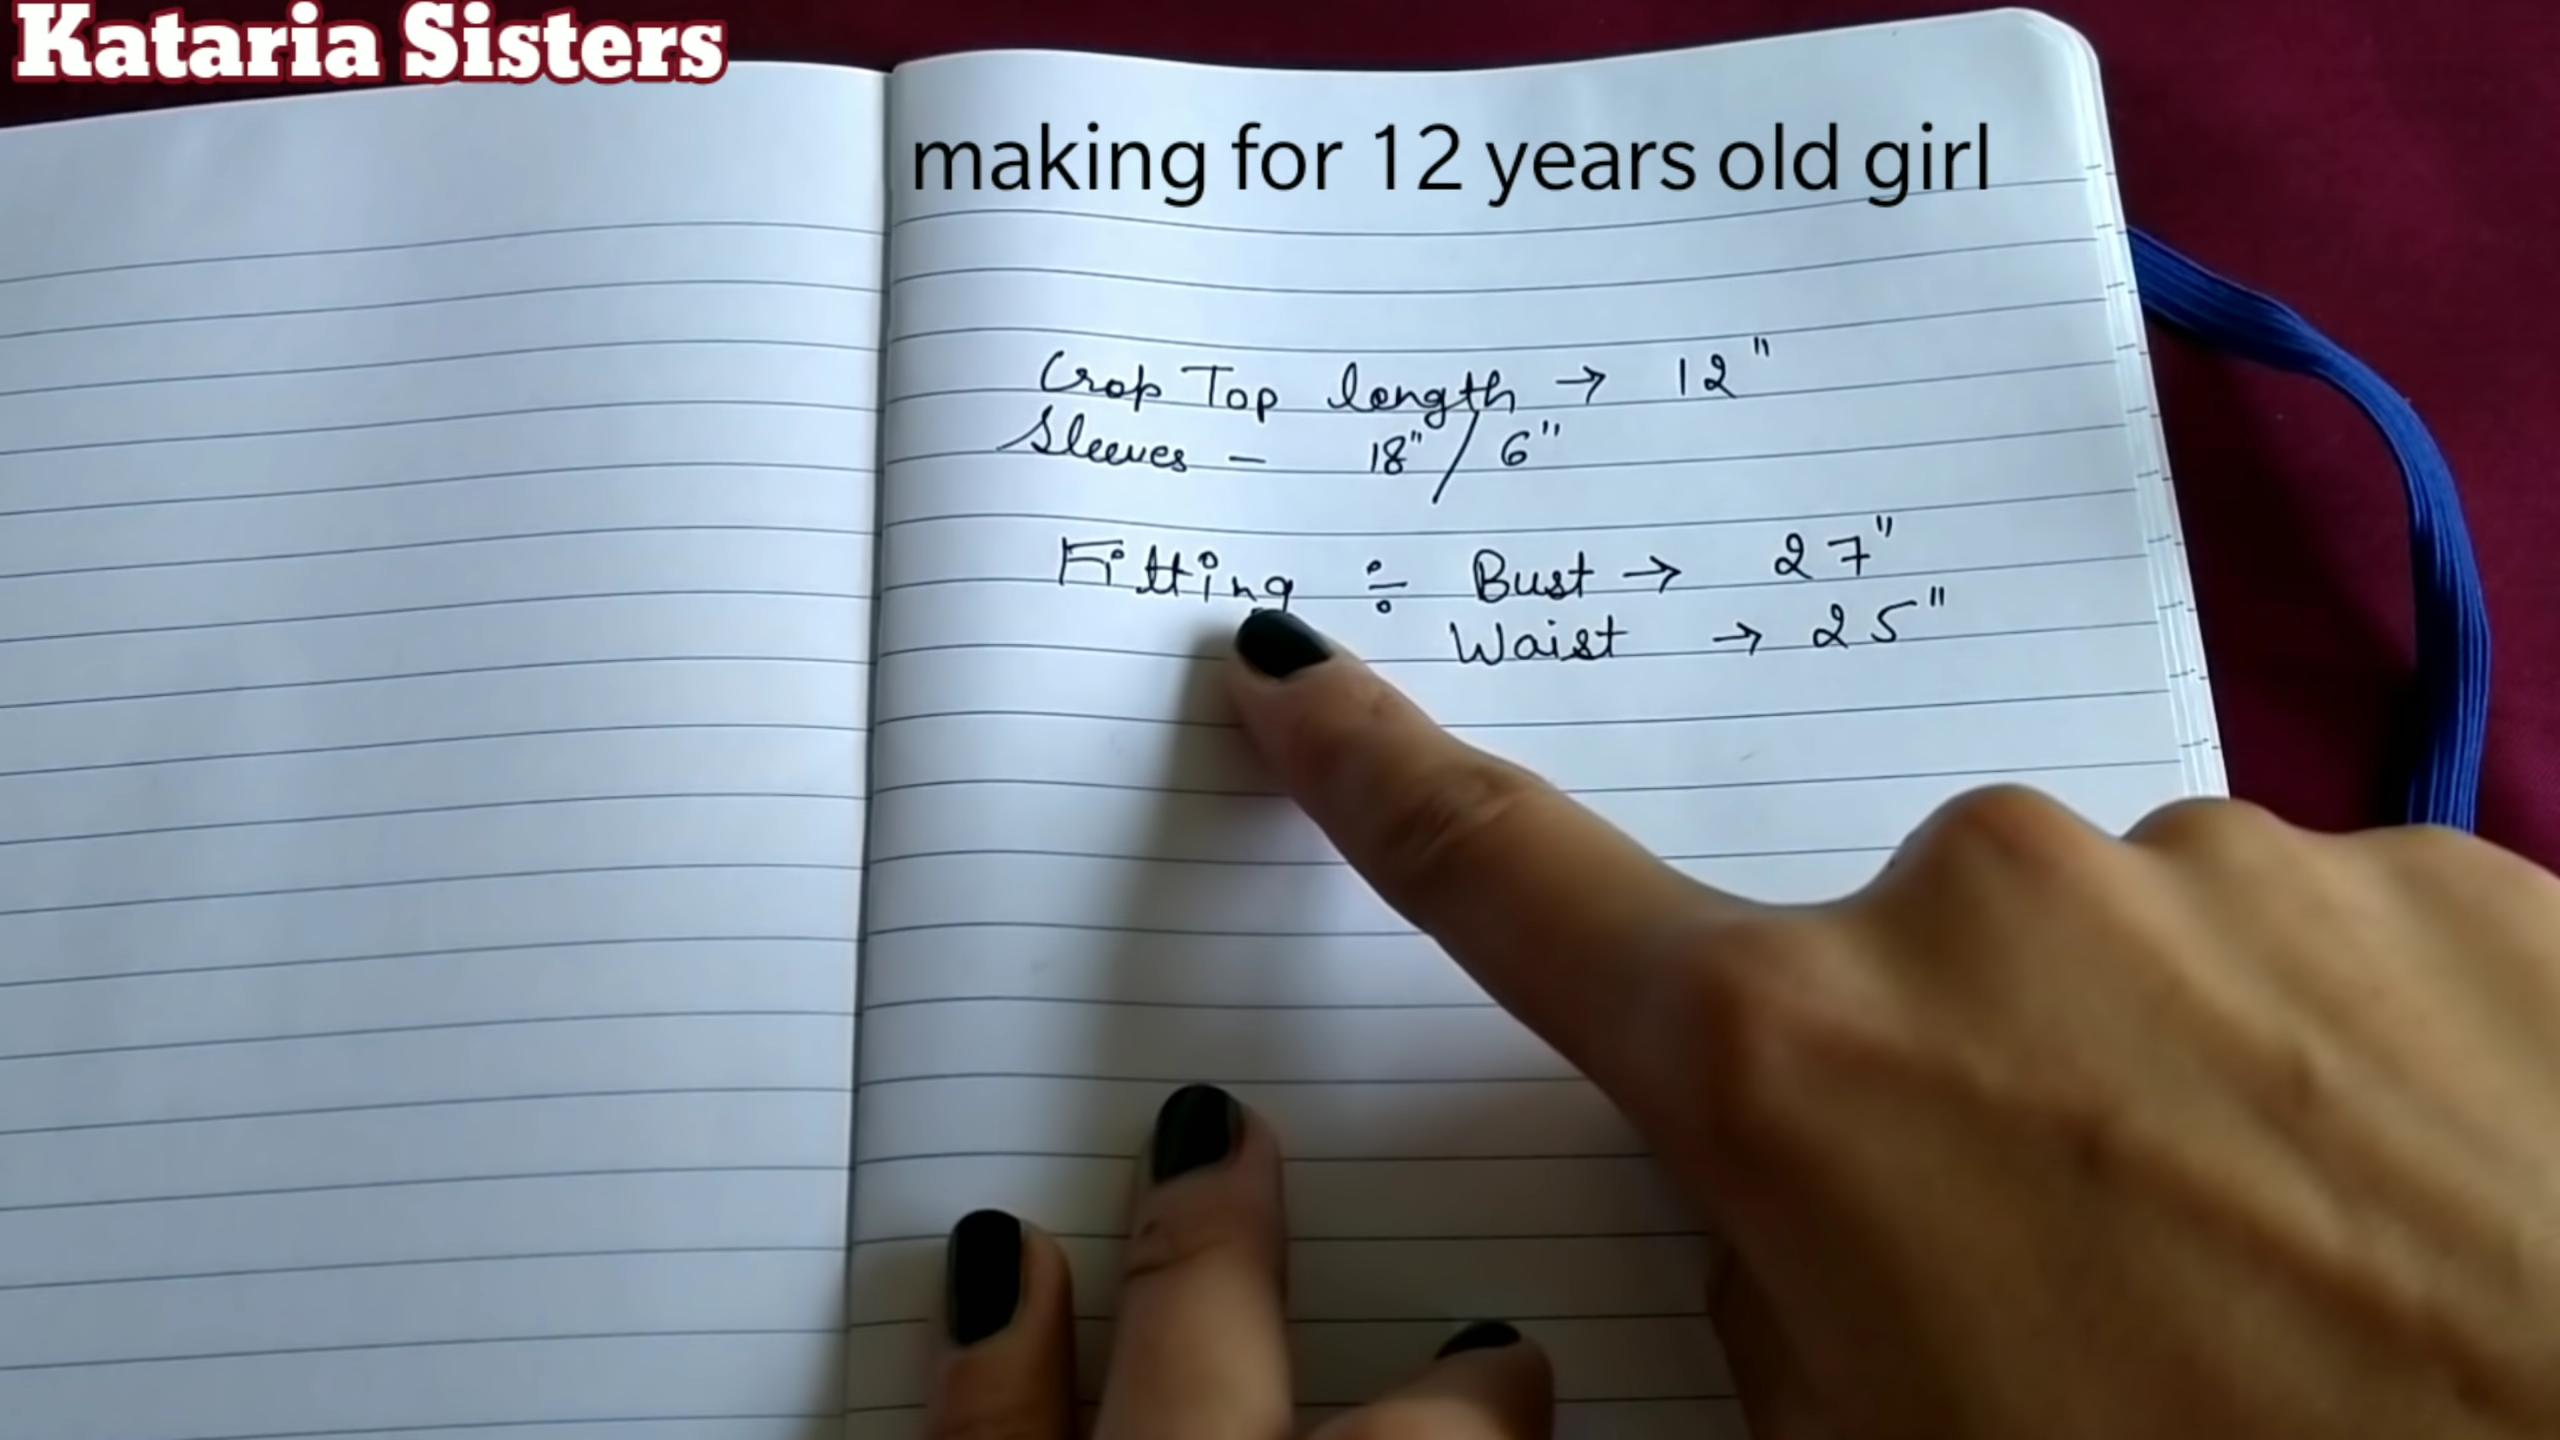 Kataria Sisters
making for 12 years old girl
Crop Top length → 12"
Sleeves - 18" / 6"
Fitting ÷ Bust → 27"
Waist → 25"